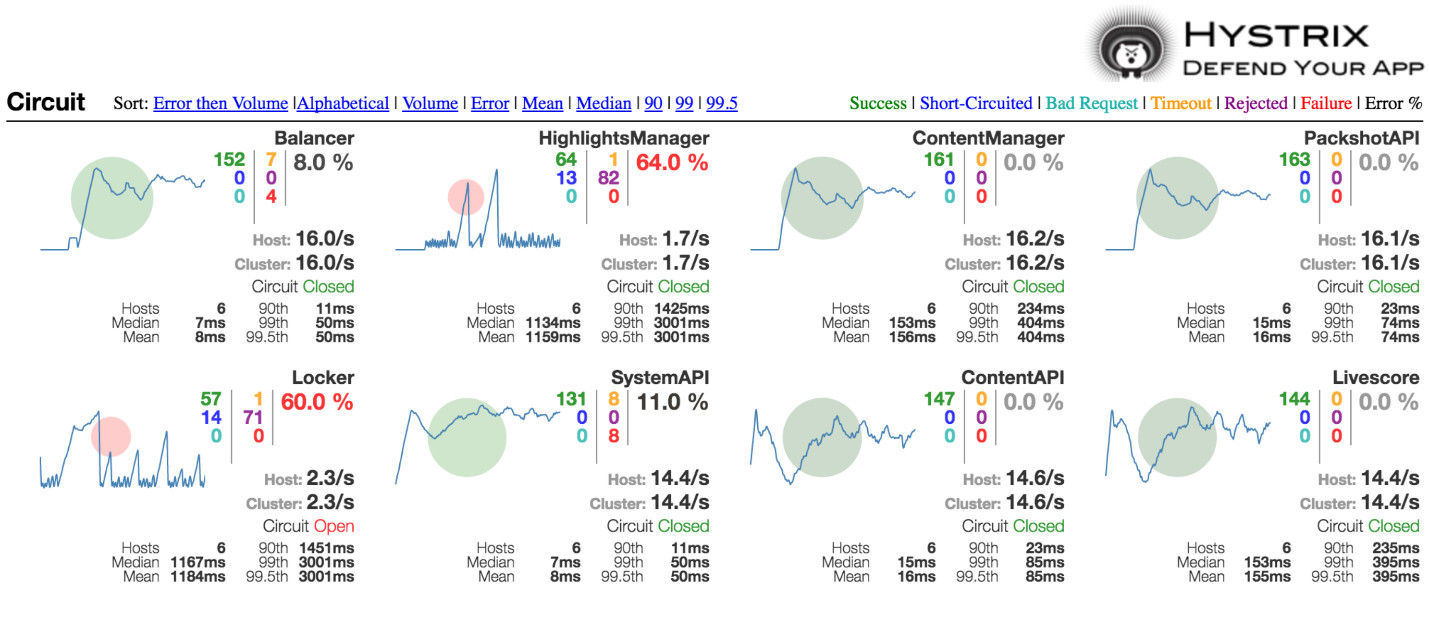 HYSTRIX
DEFEND YOUR APP
Circuit Sort: Error then Volume | Alphabetical | Volume | Error | Mean | Median | 90 | 99 | 99.5 Success | Short-Circuited | Bad Request | Timeout | Rejected | Failure | Error %
Balancer
152 7 8.0 %
0 0
0 4
Host: 16.0/s
Cluster: 16.0/s
Circuit Closed
Hosts 6 90th 11ms
Median 7ms 99th 50ms
Mean 8ms 99.5th 50ms
HighlightsManager
64 1 64.0 %
13 82
0 0
Host: 1.7/s
Cluster: 1.7/s
Circuit Closed
Hosts 6 90th 1425ms
Median 1134ms 99th 3001ms
Mean 1159ms 99.5th 3001ms
ContentManager
161 0 0.0 %
0 0
0 0
Host: 16.2/s
Cluster: 16.2/s
Circuit Closed
Hosts 6 90th 234ms
Median 153ms 99th 404ms
Mean 156ms 99.5th 404ms
PackshotAPI
163 0 0.0 %
0 0
0 0
Host: 16.1/s
Cluster: 16.1/s
Circuit Closed
Hosts 6 90th 23ms
Median 15ms 99th 74ms
Mean 16ms 99.5th 74ms
Locker
57 1 60.0 %
14 71
0 0
Host: 2.3/s
Cluster: 2.3/s
Circuit Open
Hosts 6 90th 1451ms
Median 1167ms 99th 3001ms
Mean 1184ms 99.5th 3001ms
SystemAPI
131 8 11.0 %
0 0
0 8
Host: 14.4/s
Cluster: 14.4/s
Circuit Closed
Hosts 6 90th 11ms
Median 7ms 99th 50ms
Mean 8ms 99.5th 50ms
ContentAPI
147 0 0.0 %
0 0
0 0
Host: 14.6/s
Cluster: 14.6/s
Circuit Closed
Hosts 6 90th 23ms
Median 15ms 99th 85ms
Mean 16ms 99.5th 85ms
Livescore
144 0 0.0 %
0 0
0 0
Host: 14.4/s
Cluster: 14.4/s
Circuit Closed
Hosts 6 90th 235ms
Median 153ms 99th 395ms
Mean 155ms 99.5th 395ms